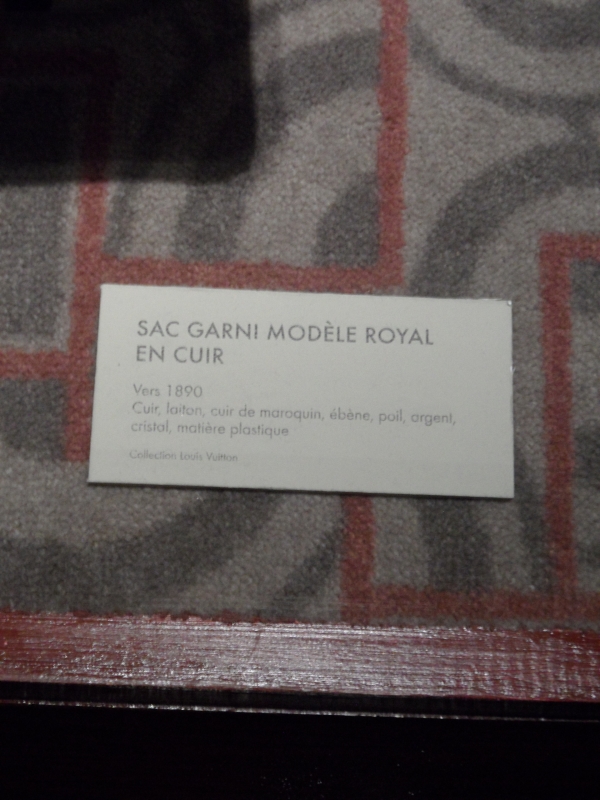 SAC GARNI MODÈLE ROYAL
EN CUIR
Vers 1890
Cuir, laiton, cuir de maroquin, ébène, poil, argent,
cristal, matière plastique
Collection Louis Vuitton